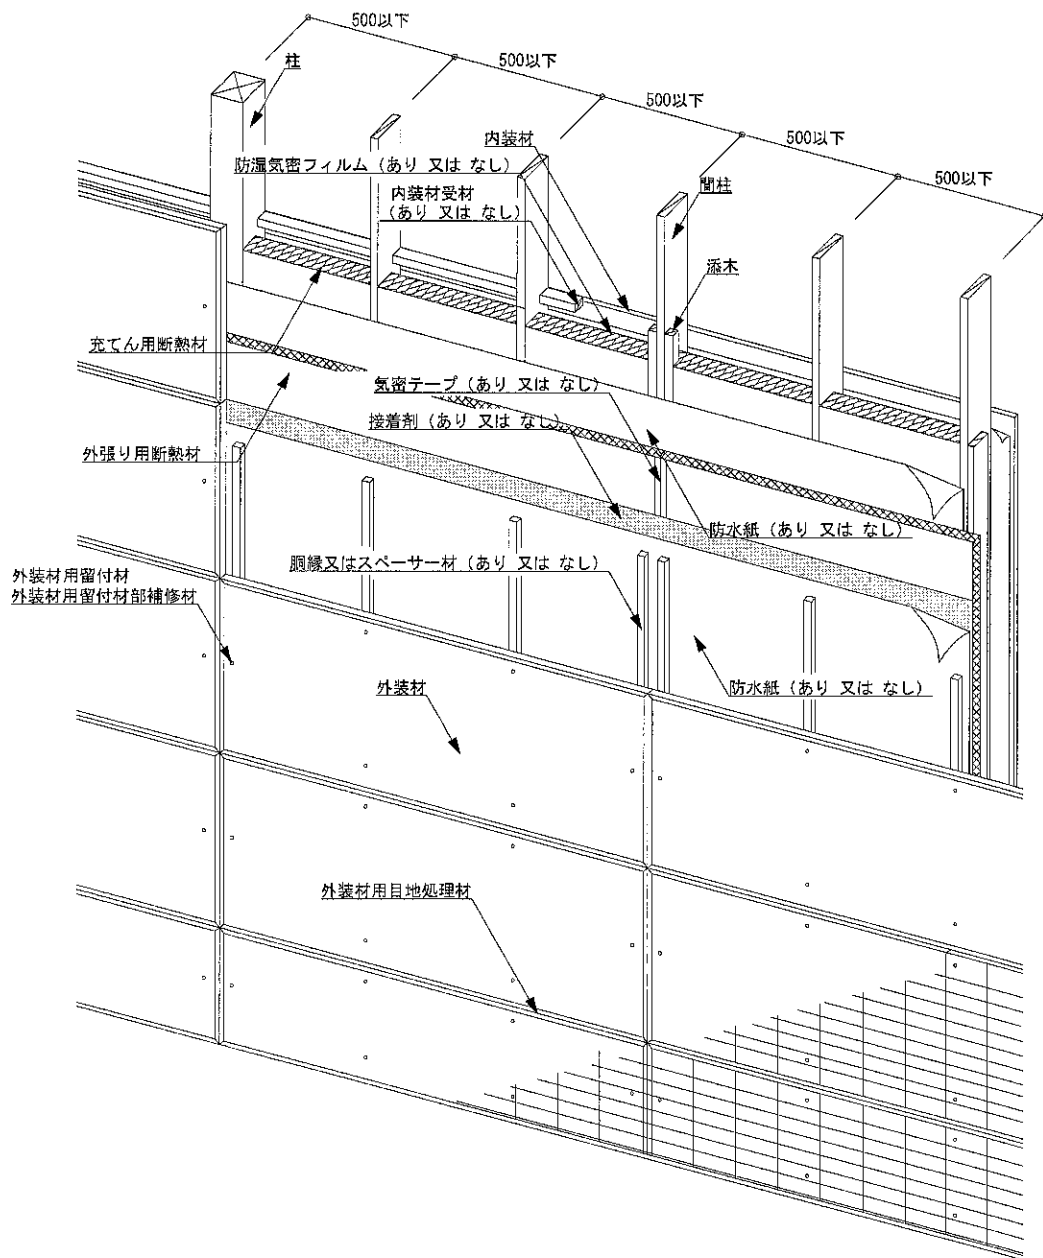 500以下
500以下
500以下
500以下
500以下
柱
内装材
防湿気密フィルム (あり 又は なし)
内装材受材
(あり 又は なし)
間柱
添木
充てん用断熱材
気密テープ (あり 又は なし)
接着剤 (あり 又は なし)
外張り用断熱材
防水紙 (あり 又は なし)
胴縁又はスペーサー材 (あり 又は なし)
外装材用留付材
外装材用留付材部補修材
外装材
防水紙 (あり 又は なし)
外装材用目地処理材